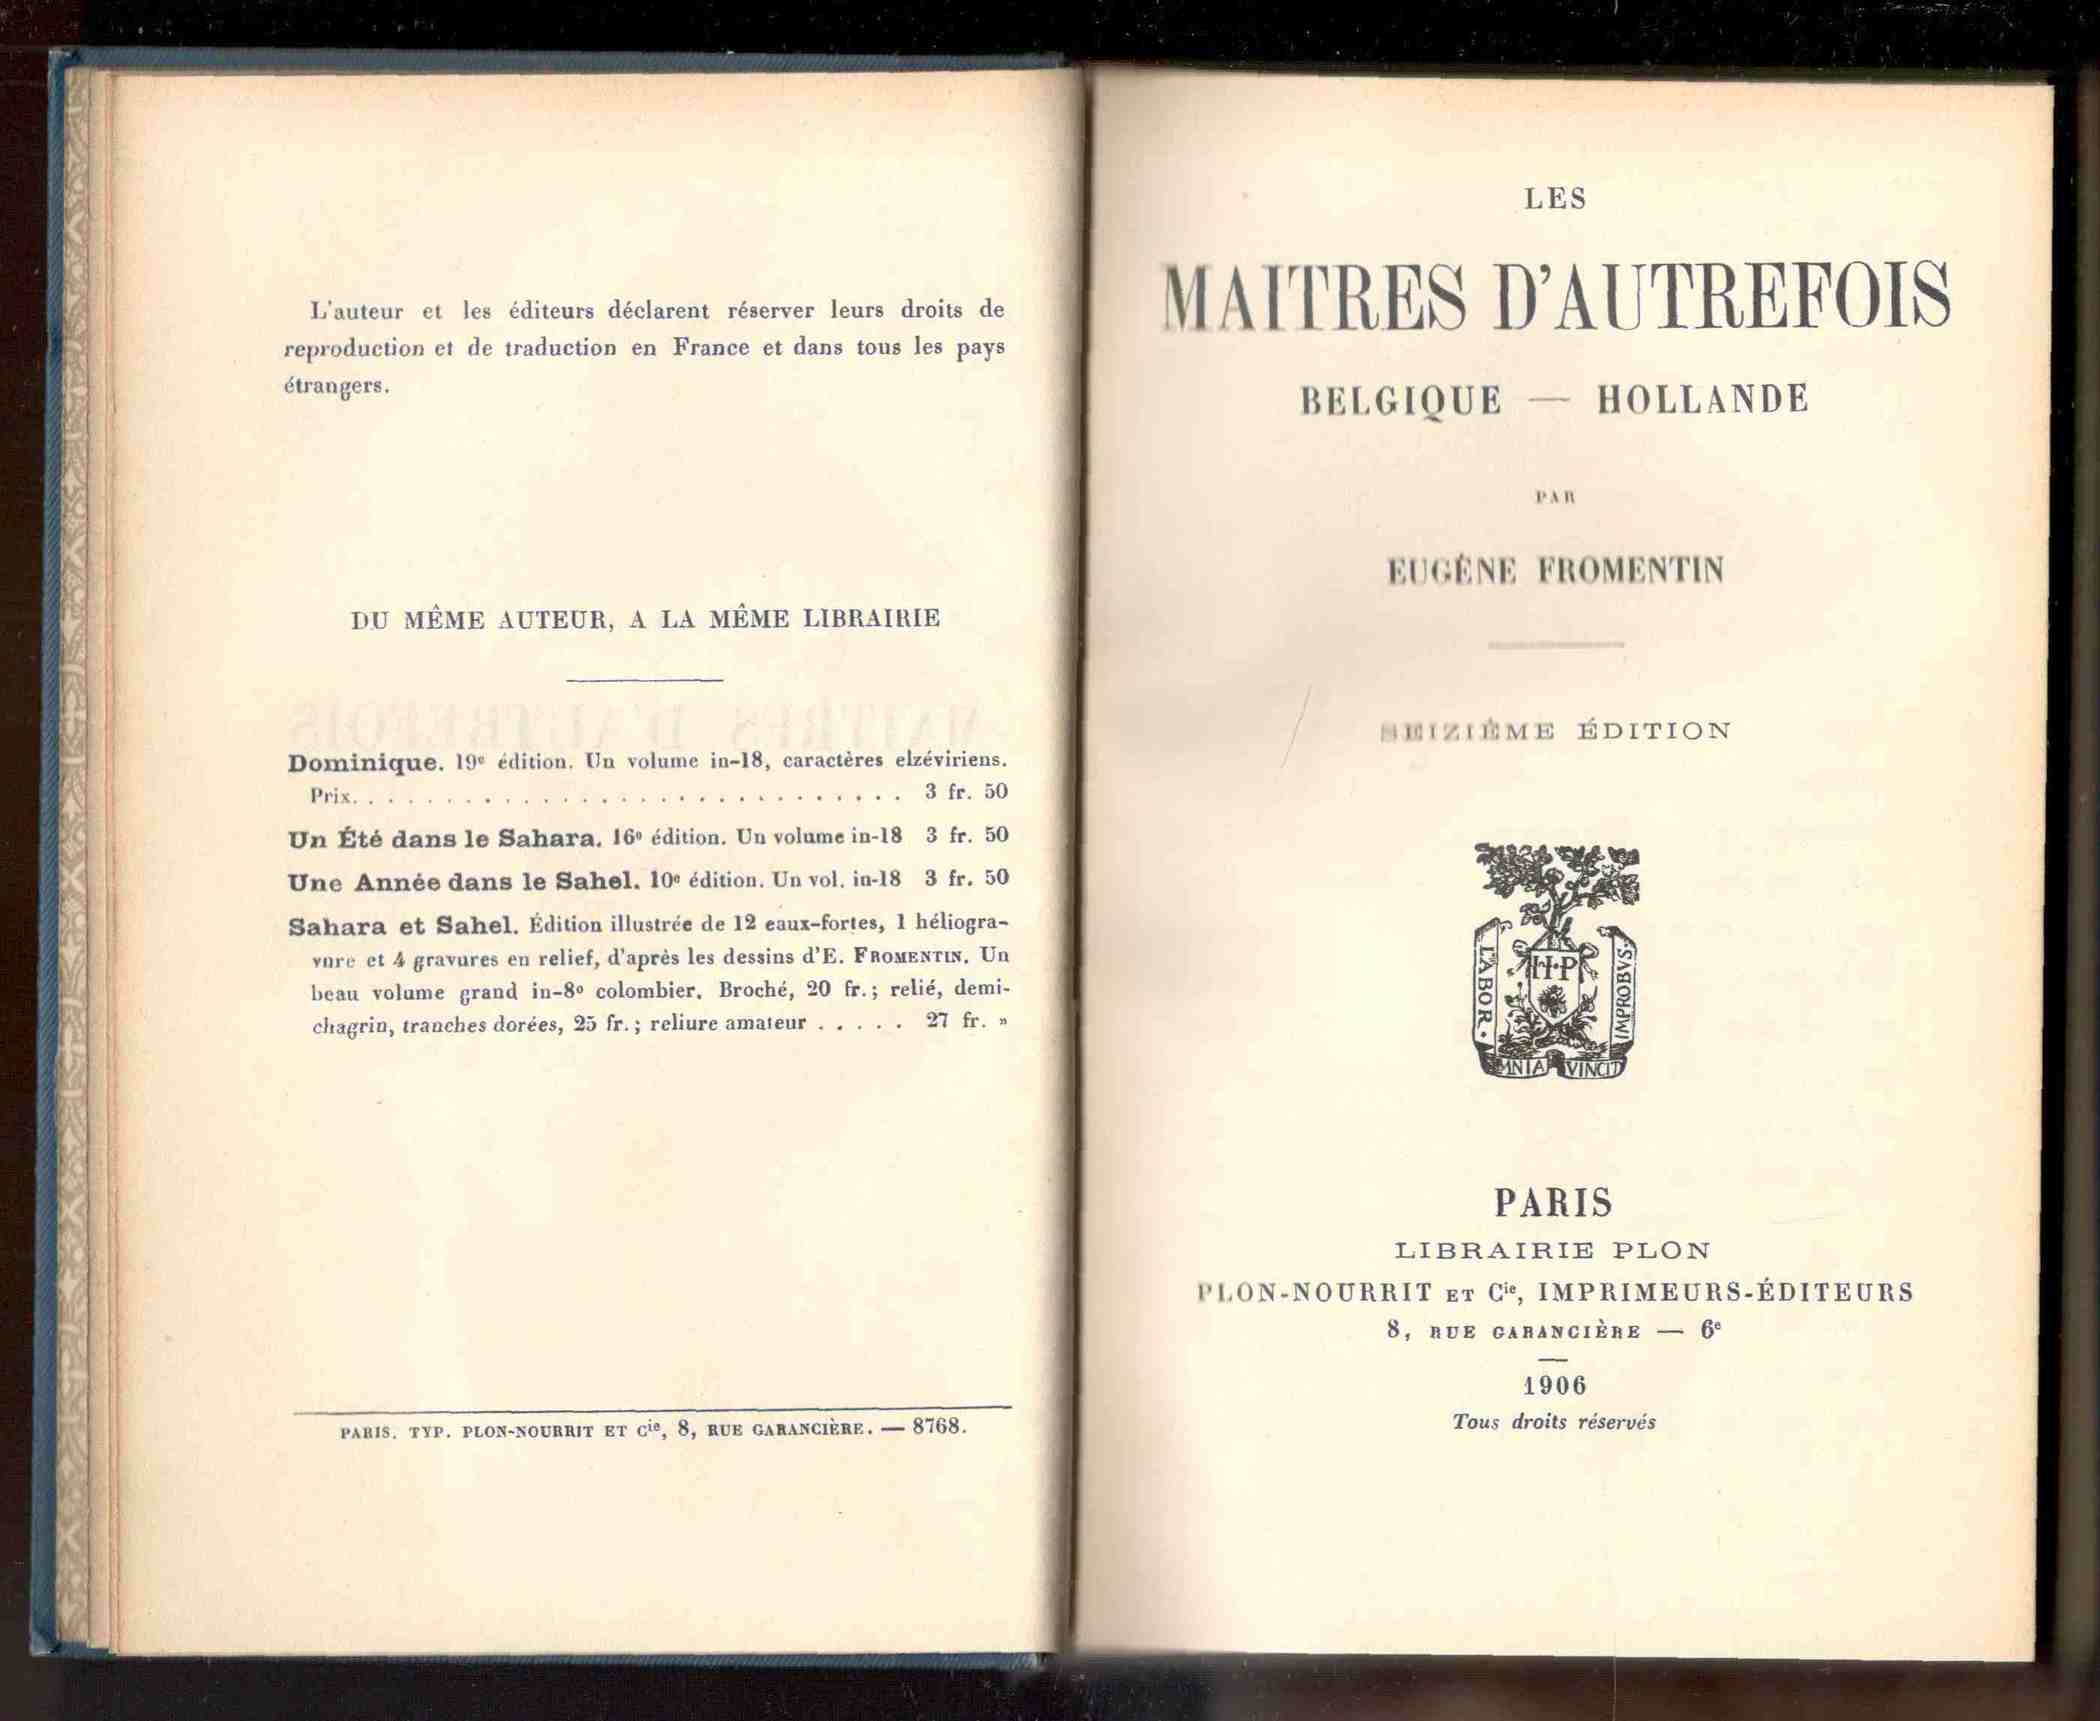 L'auteur et les éditeurs déclarent réserver leurs droits de
reproduction et de traduction en France et dans tous les pays
étrangers.
DU MÊME AUTEUR, A LA MÊME LIBRAIRIE
Dominique. 19e édition. Un volume in-18, caractères elzéviriens.
Prix. . . . . . . . . . . . . . . . . . . . . . . . . . . . . 3 fr. 50
Un Été dans le Sahara. 16e édition. Un volume in-18 3 fr. 50
Une Année dans le Sahel. 10e édition. Un vol. in-18 3 fr. 50
Sahara et Sahel. Édition illustrée de 12 eaux-fortes, 1 héliogra-
vure et 4 gravures en relief, d'après les dessins d'E. FROMENTIN. Un
beau volume grand in-8o colombier. Broché, 20 fr.; relié, demi-
chagrin, tranches dorées, 25 fr.; reliure amateur . . . . . 27 fr. »
PARIS. TYP. PLON-NOURRIT ET Cie, 8, RUE GARANCIÈRE. — 8768.
LES
MAITRES D'AUTREFOIS
BELGIQUE — HOLLANDE
PAR
EUGÈNE FROMENTIN
SEIZIÈME ÉDITION
LABOR.
H·P
IMPROBVS.
OMNIA VINCIT
PARIS
LIBRAIRIE PLON
PLON-NOURRIT ET Cie, IMPRIMEURS-ÉDITEURS
8, RUE GARANCIÈRE — 6e
1906
Tous droits réservés